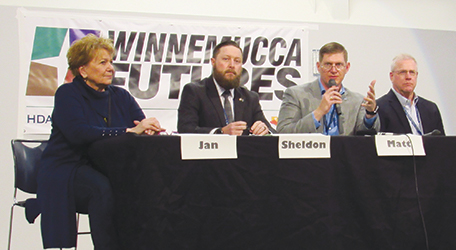 WINNEMUCCA
FUTURES
HDA
Jan
Sheldon
Matt